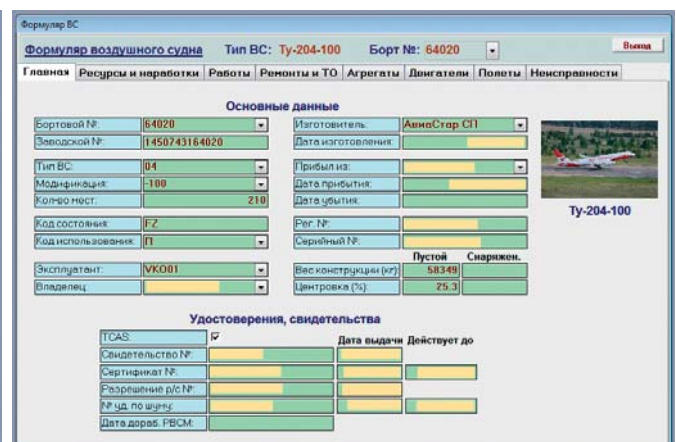 Формуляр ВС
Формуляр воздушного судна Тип ВС: Ту-204-100 Борт №: 64020 Выход
Главная Ресурсы и наработки Работы Ремонты и ТО Агрегаты Двигатели Полеты Неисправности
Основные данные
Бортовой №: 64020 Изготовитель: АвиаСтар СП
Заводской №: 1450743164020 Дата изготовления:
Тип ВС: 04 Прибыл из:
Модификация: -100 Дата прибытия:
Кол-во мест: 210 Дата убытия:
Ту-204-100
Код состояния: FZ Рег. №:
Код использования: П Серийный №:
Пустой Снаряжен.
Эксплуатант: VKO01 Вес конструкции (кг): 58349
Владелец: Центровка (%): 25.3
Удостоверения, свидетельства
TCAS: Дата выдачи Действует до
Свидетельство №:
Сертификат №:
Разрешение р/с №:
№ уд. по шуму:
Дата дораб. РВСМ: